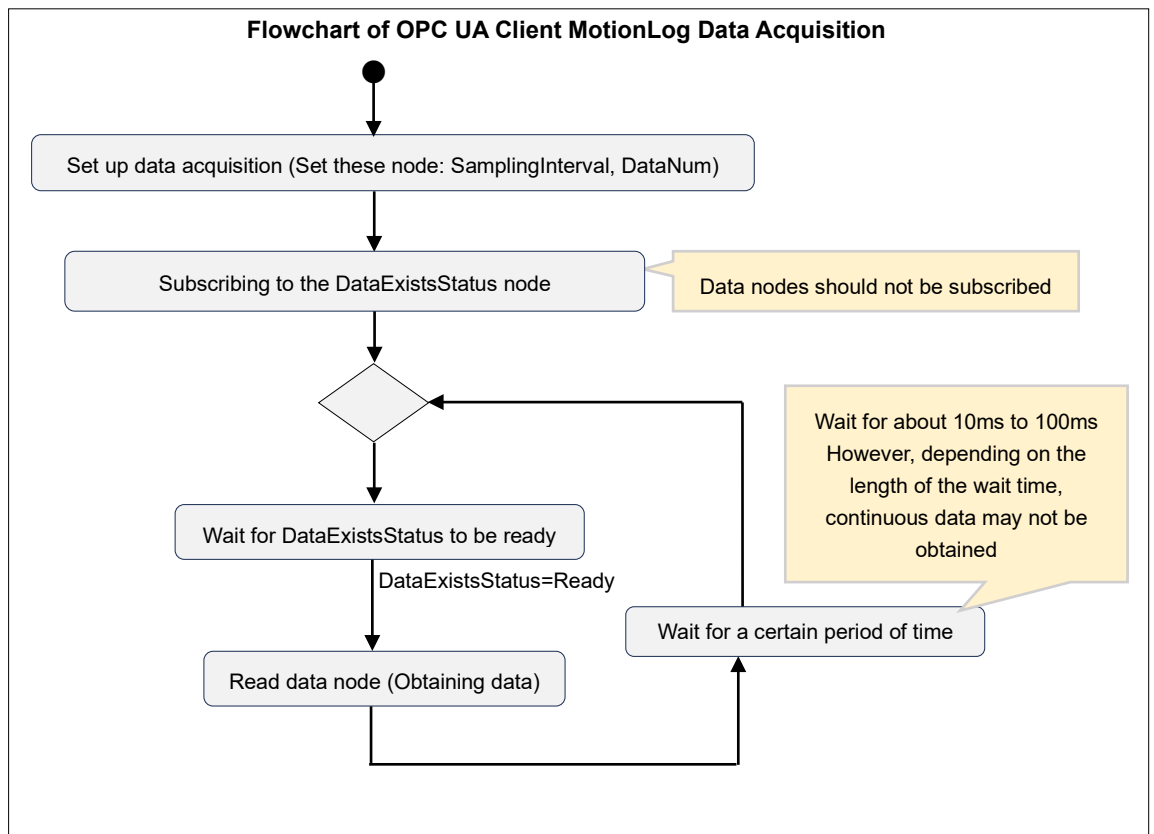 Flowchart of OPC UA Client MotionLog Data Acquisition
Set up data acquisition (Set these node: SamplingInterval, DataNum)
Subscribing to the DataExistsStatus node
Data nodes should not be subscribed
Wait for about 10ms to 100ms
However, depending on the
length of the wait time,
continuous data may not be
obtained
Wait for DataExistsStatus to be ready
DataExistsStatus=Ready
Wait for a certain period of time
Read data node (Obtaining data)